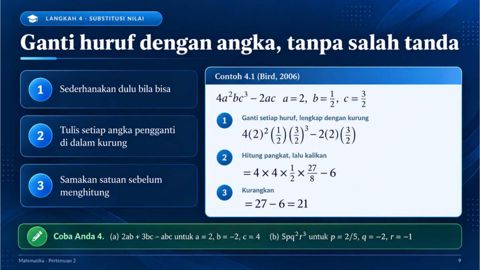 LANGKAH 4 · SUBSTITUSI NILAI
Ganti huruf dengan angka, tanpa salah tanda
1 Sederhanakan dulu bila bisa
2 Tulis setiap angka pengganti
di dalam kurung
3 Samakan satuan sebelum
menghitung
Contoh 4.1 (Bird, 2006)
4a²bc³ − 2ac a = 2, b = 1/2, c = 3/2
1 Ganti setiap huruf, lengkap dengan kurung
4(2)² (1/2) (3/2)³ − 2(2) (3/2)
2 Hitung pangkat, lalu kalikan
= 4 × 4 × 1/2 × 27/8 − 6
3 Kurangkan
= 27 − 6 = 21
Coba Anda 4. (a) 2ab + 3bc − abc untuk a = 2, b = −2, c = 4 (b) 5pq²r³ untuk p = 2/5, q = −2, r = −1
Matematika · Pertemuan 2
9